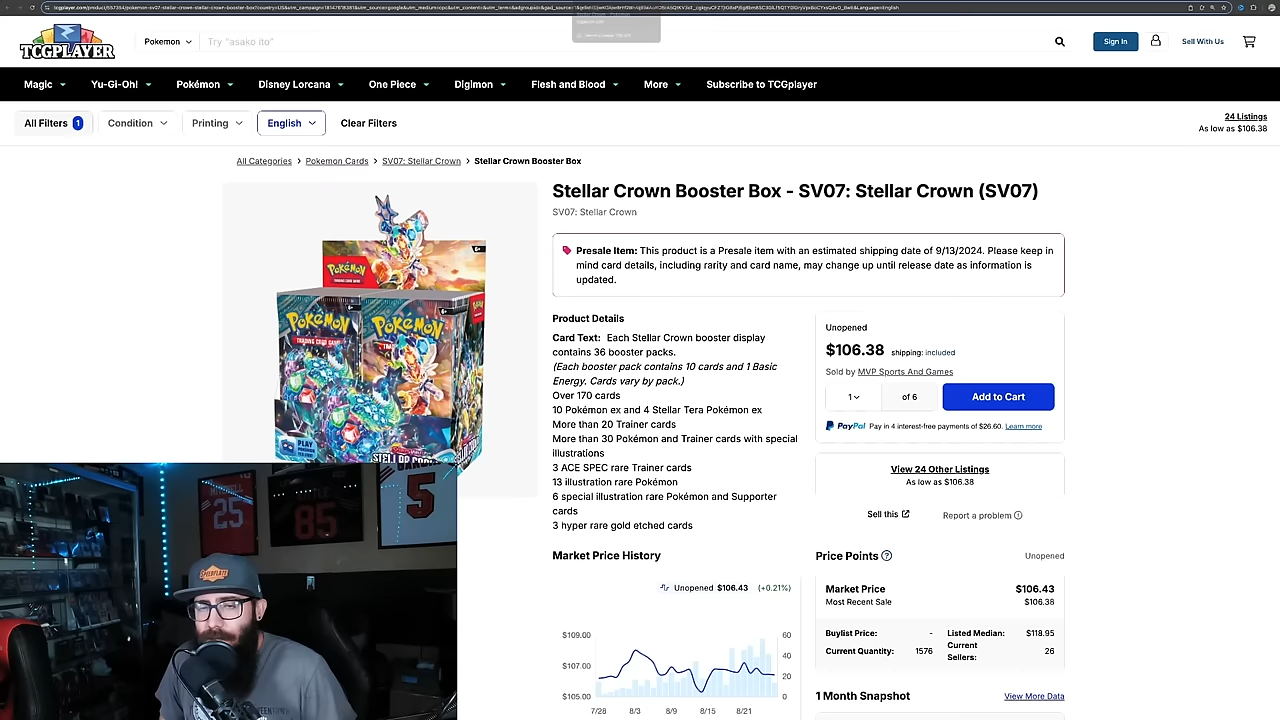 TCGPLAYER
Pokemon
Try "asako ito"
Sign In
Sell With Us
Magic
Yu-Gi-Oh!
Pokémon
Disney Lorcana
One Piece
Digimon
Flesh and Blood
More
Subscribe to TCGplayer
All Filters 1
Condition
Printing
English
Clear Filters
24 Listings
As low as $106.38
All Categories > Pokemon Cards > SV07: Stellar Crown > Stellar Crown Booster Box
Stellar Crown Booster Box - SV07: Stellar Crown (SV07)
SV07: Stellar Crown
Presale Item: This product is a Presale item with an estimated shipping date of 9/13/2024. Please keep in
mind card details, including rarity and card name, may change up until release date as information is
updated.
Pokémon
Pokémon
Pokémon
Product Details
Card Text: Each Stellar Crown booster display
contains 36 booster packs.
(Each booster pack contains 10 cards and 1 Basic
Energy. Cards vary by pack.)
Over 170 cards
10 Pokémon ex and 4 Stellar Tera Pokémon ex
More than 20 Trainer cards
More than 30 Pokémon and Trainer cards with special
illustrations
3 ACE SPEC rare Trainer cards
13 illustration rare Pokémon
6 special illustration rare Pokémon and Supporter
cards
3 hyper rare gold etched cards
Unopened
$106.38 shipping: included
Sold by MVP Sports And Games
1 of 6
Add to Cart
PayPal Pay in 4 interest-free payments of $26.60. Learn more
View 24 Other Listings
As low as $106.38
Sell this
Report a problem
Market Price History
Unopened $106.43 (+0.21%)
$109.00
$107.00
$105.00
60
40
20
0
7/28 8/3 8/9 8/15 8/21
Price Points
Unopened
Market Price $106.43
Most Recent Sale $106.38
Buylist Price: -
Listed Median: $118.95
Current Quantity: 1576
Current
Sellers: 26
1 Month Snapshot
View More Data
25
85
5